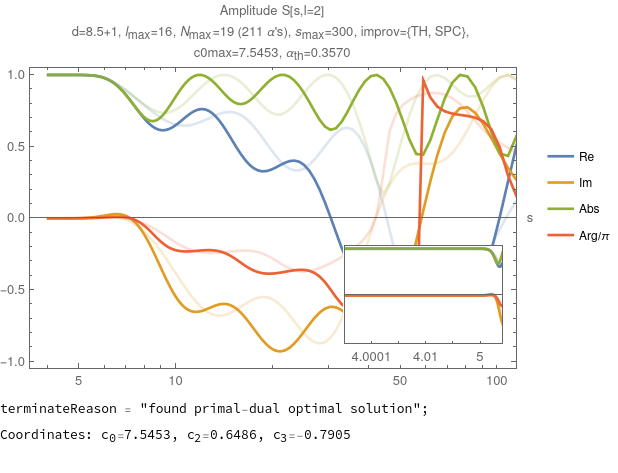 Amplitude S[s,l=2]
d=8.5+1, lmax=16, Nmax=19 (211 α's), smax=300, improv={TH, SPC},
c0max=7.5453, αth=0.3570
1.0
0.5
0.0
−0.5
−1.0
5
10
50
100
s
4.0001
4.01
5
Re
Im
Abs
Arg/π
terminateReason = "found primal-dual optimal solution";
Coordinates: c0=7.5453, c2=0.6486, c3=-0.7905